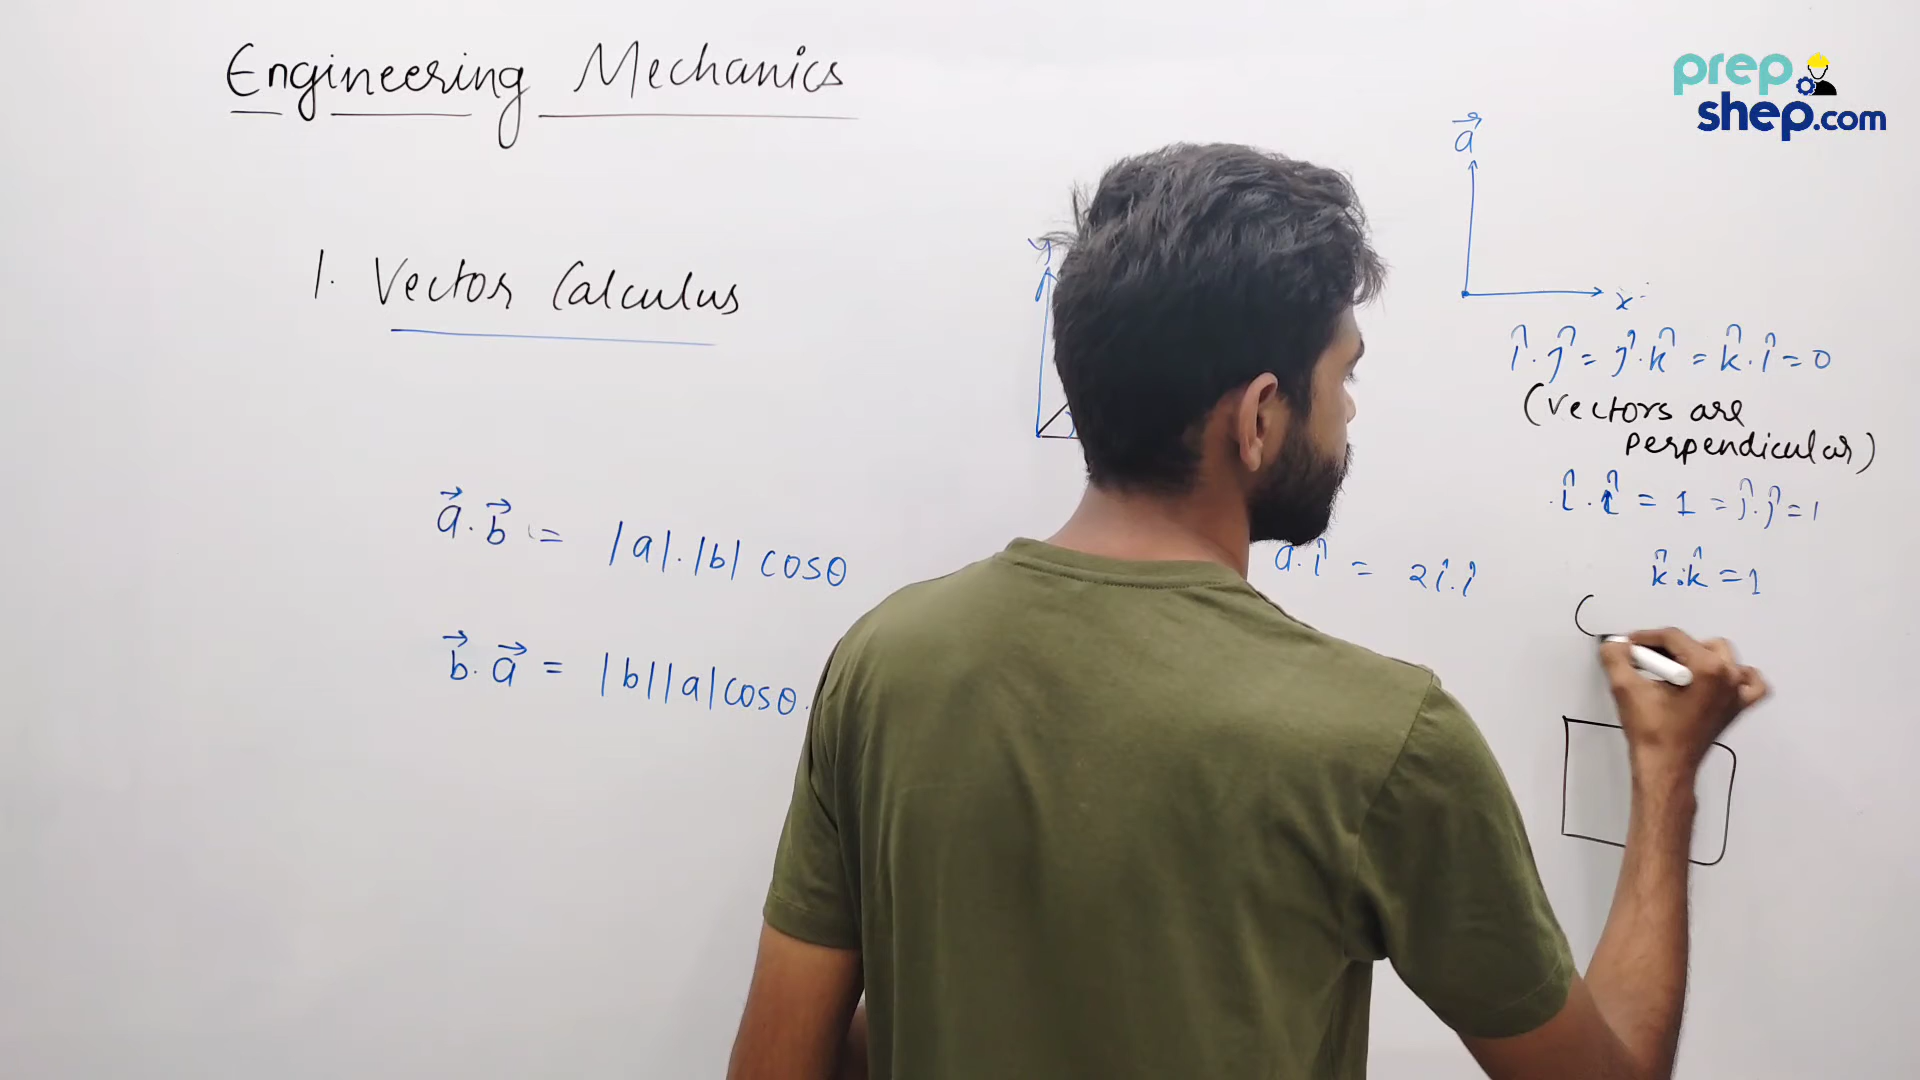 Engineering Mechanics
1. Vector Calculus
a⃗.b⃗ = |a|.|b| cosθ
b⃗.a⃗ = |b||a|cosθ.
y
a.î = 2î.î
a⃗
x
î.ĵ = ĵ.k̂ = k̂.î = 0
(vectors are
perpendicular)
î.î = 1 = ĵ.ĵ = 1
k̂.k̂ = 1
(
prep
shep.com